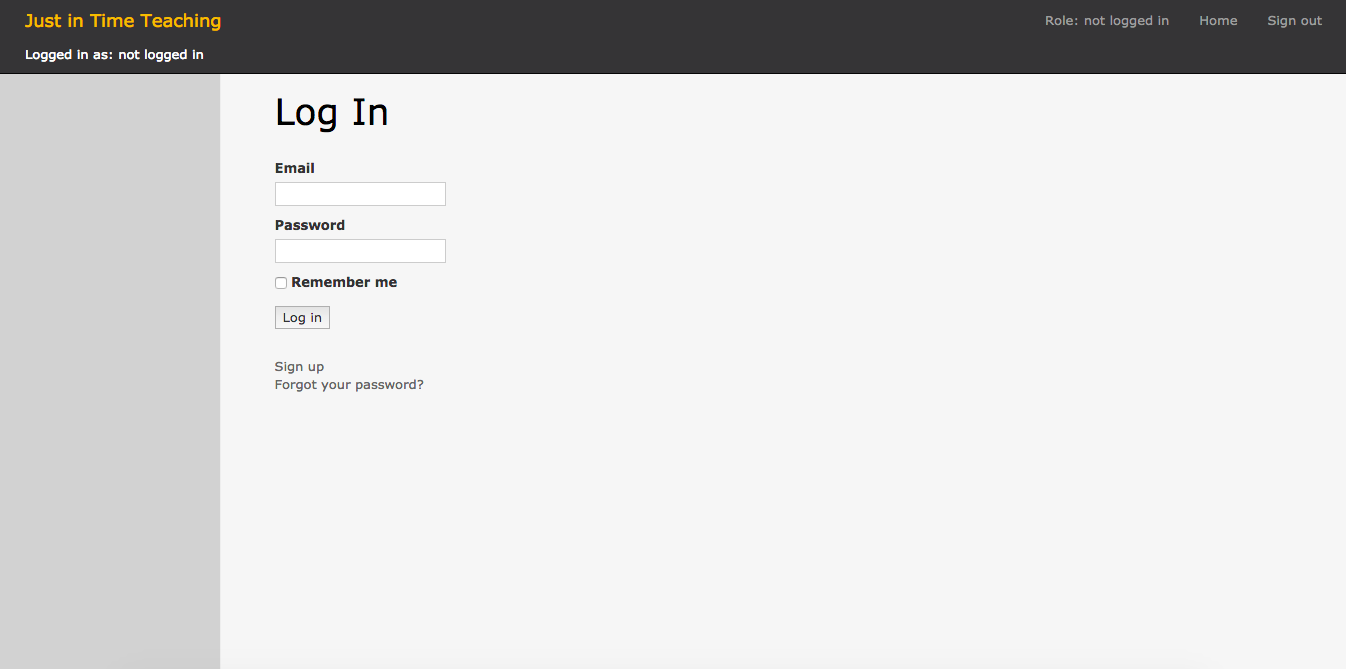 Just in Time Teaching
Role: not logged in
Home
Sign out
Logged in as: not logged in
Log In
Email
Password
Remember me
Log in
Sign up
Forgot your password?